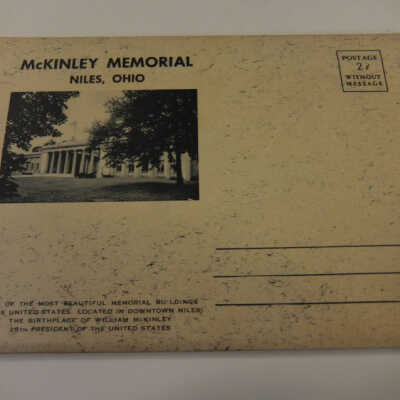 McKINLEY MEMORIAL
NILES, OHIO
POSTAGE
2¢
WITHOUT
MESSAGE
OF THE MOST BEAUTIFUL MEMORIAL BUILDINGS
UNITED STATES. LOCATED IN DOWNTOWN NILES,
THE BIRTHPLACE OF WILLIAM McKINLEY
25th PRESIDENT OF THE UNITED STATES